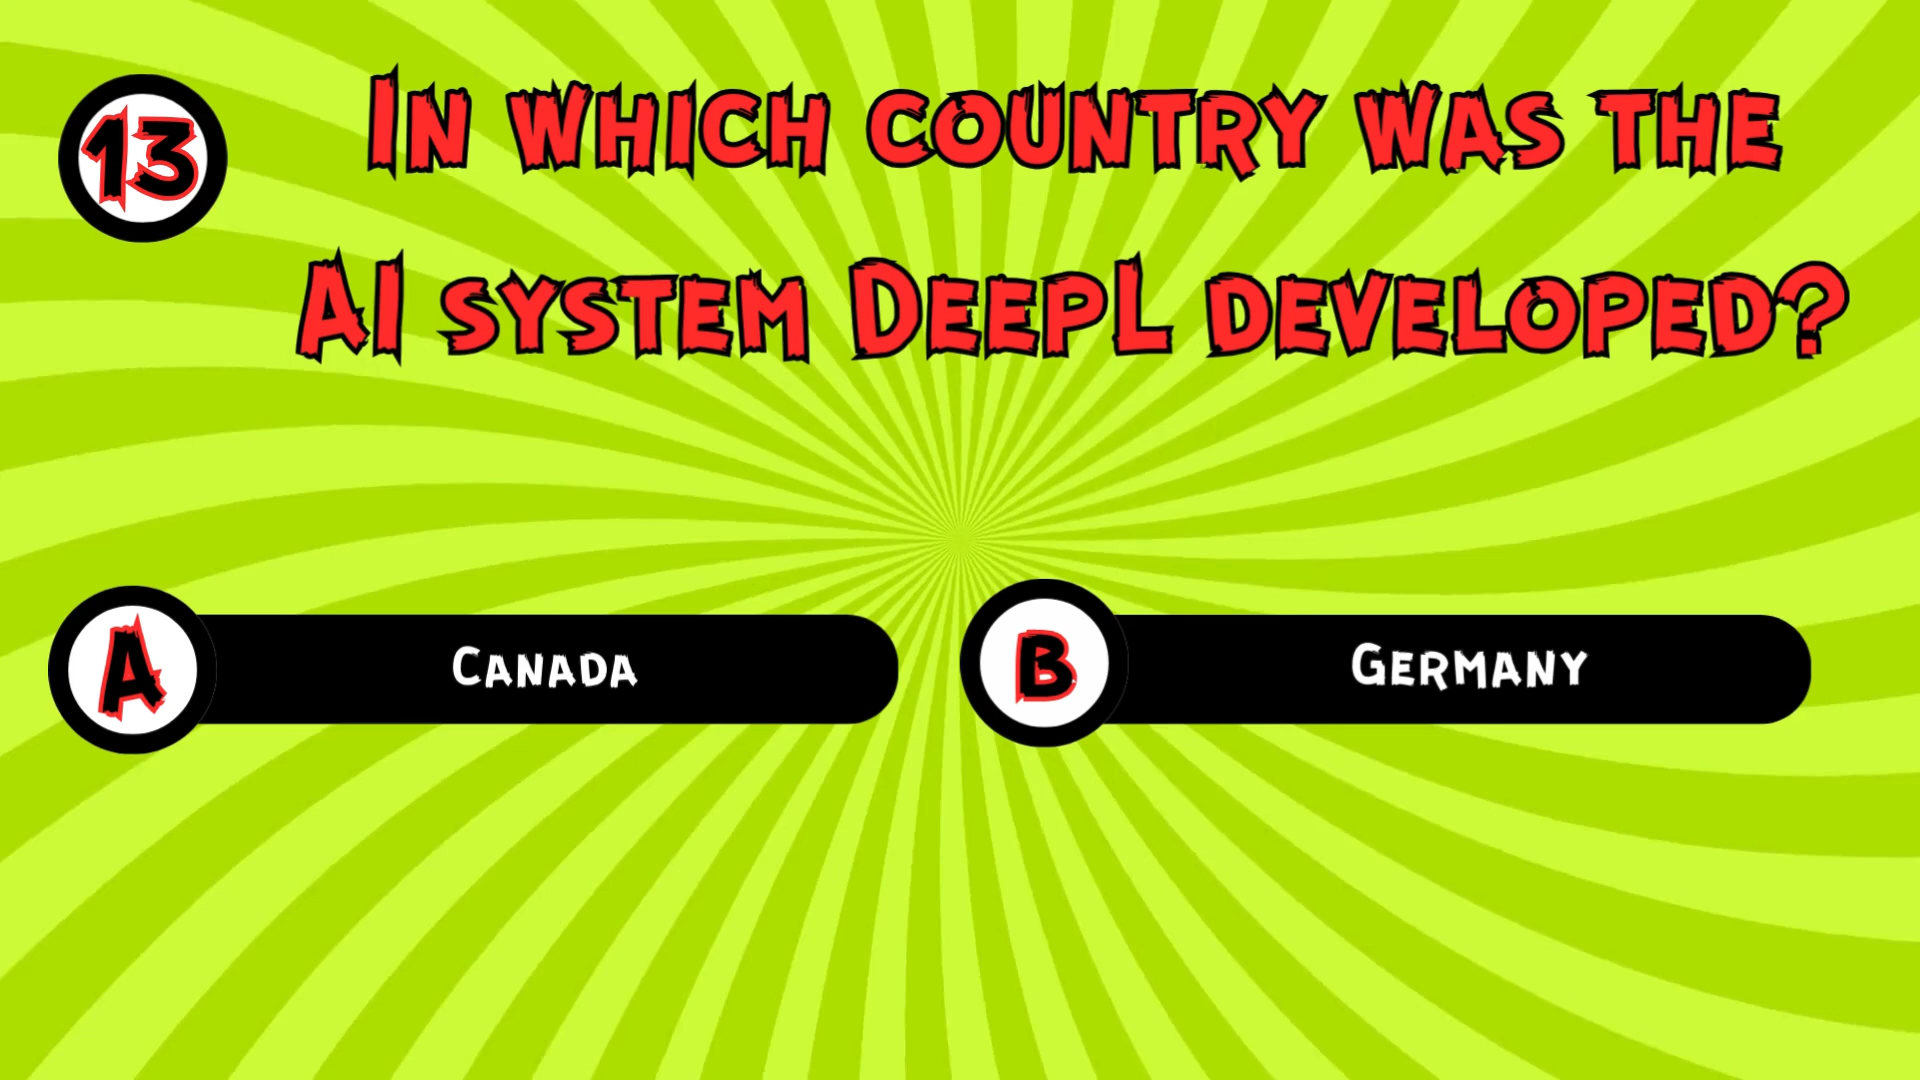 13
In which country was the
AI system DeepL developed?
A Canada
B Germany